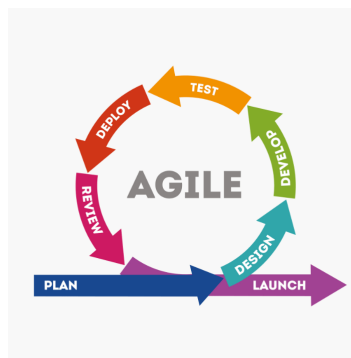 TEST
DEPLOY
DEVELOP
AGILE
REVIEW
DESIGN
PLAN
LAUNCH